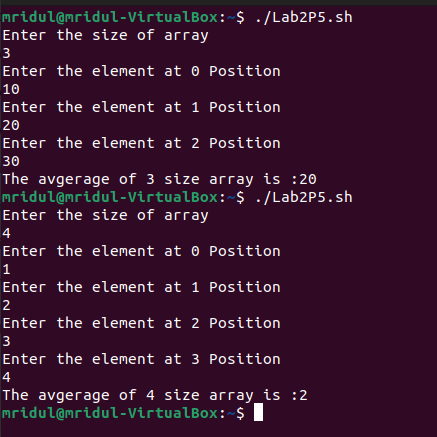 mridul@mridul-VirtualBox:~$ ./Lab2P5.sh
Enter the size of array
3
Enter the element at 0 Position
10
Enter the element at 1 Position
20
Enter the element at 2 Position
30
The avgerage of 3 size array is :20
mridul@mridul-VirtualBox:~$ ./Lab2P5.sh
Enter the size of array
4
Enter the element at 0 Position
1
Enter the element at 1 Position
2
Enter the element at 2 Position
3
Enter the element at 3 Position
4
The avgerage of 4 size array is :2
mridul@mridul-VirtualBox:~$